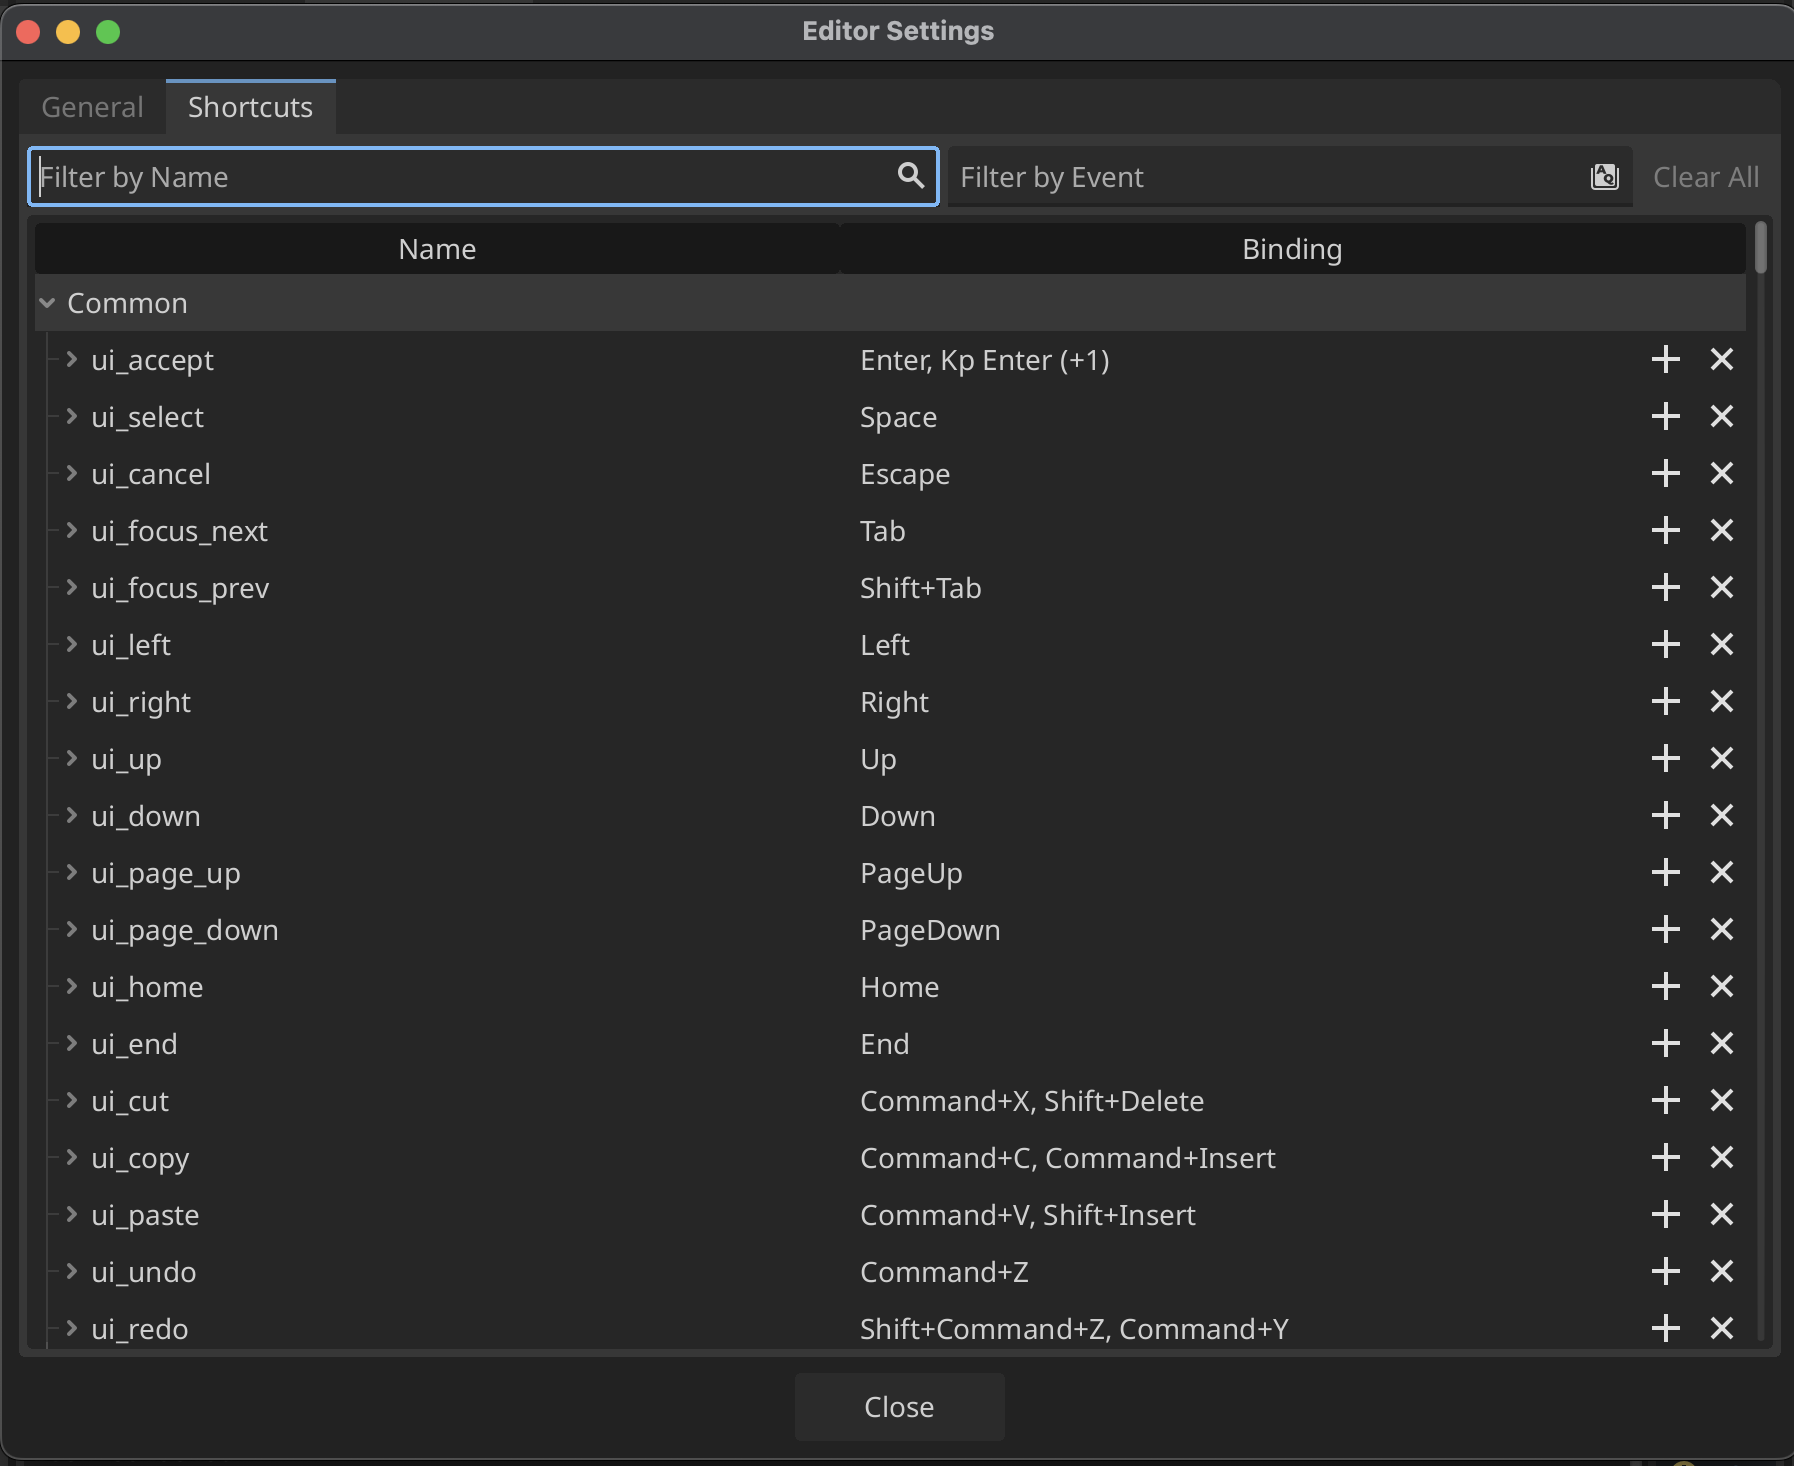 Editor Settings
General Shortcuts
Filter by Name Filter by Event Clear All
Name Binding
Common
ui_accept Enter, Kp Enter (+1)
ui_select Space
ui_cancel Escape
ui_focus_next Tab
ui_focus_prev Shift+Tab
ui_left Left
ui_right Right
ui_up Up
ui_down Down
ui_page_up PageUp
ui_page_down PageDown
ui_home Home
ui_end End
ui_cut Command+X, Shift+Delete
ui_copy Command+C, Command+Insert
ui_paste Command+V, Shift+Insert
ui_undo Command+Z
ui_redo Shift+Command+Z, Command+Y
Close